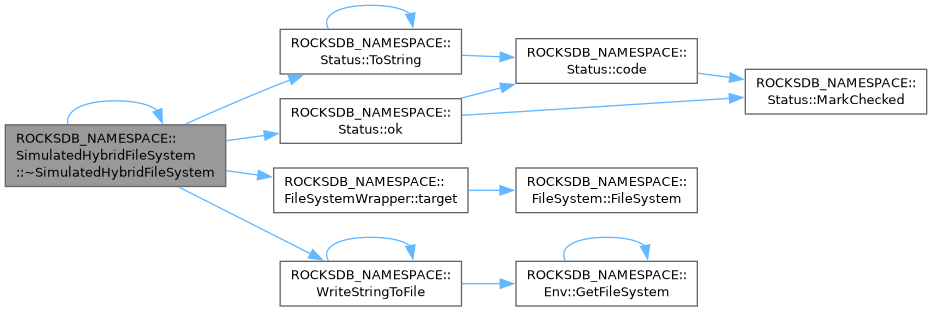 ROCKSDB_NAMESPACE::
SimulatedHybridFileSystem
::~SimulatedHybridFileSystem
ROCKSDB_NAMESPACE::
Status::ToString
ROCKSDB_NAMESPACE::
Status::ok
ROCKSDB_NAMESPACE::
FileSystemWrapper::target
ROCKSDB_NAMESPACE::
WriteStringToFile
ROCKSDB_NAMESPACE::
Status::code
ROCKSDB_NAMESPACE::
FileSystem::FileSystem
ROCKSDB_NAMESPACE::
Env::GetFileSystem
ROCKSDB_NAMESPACE::
Status::MarkChecked